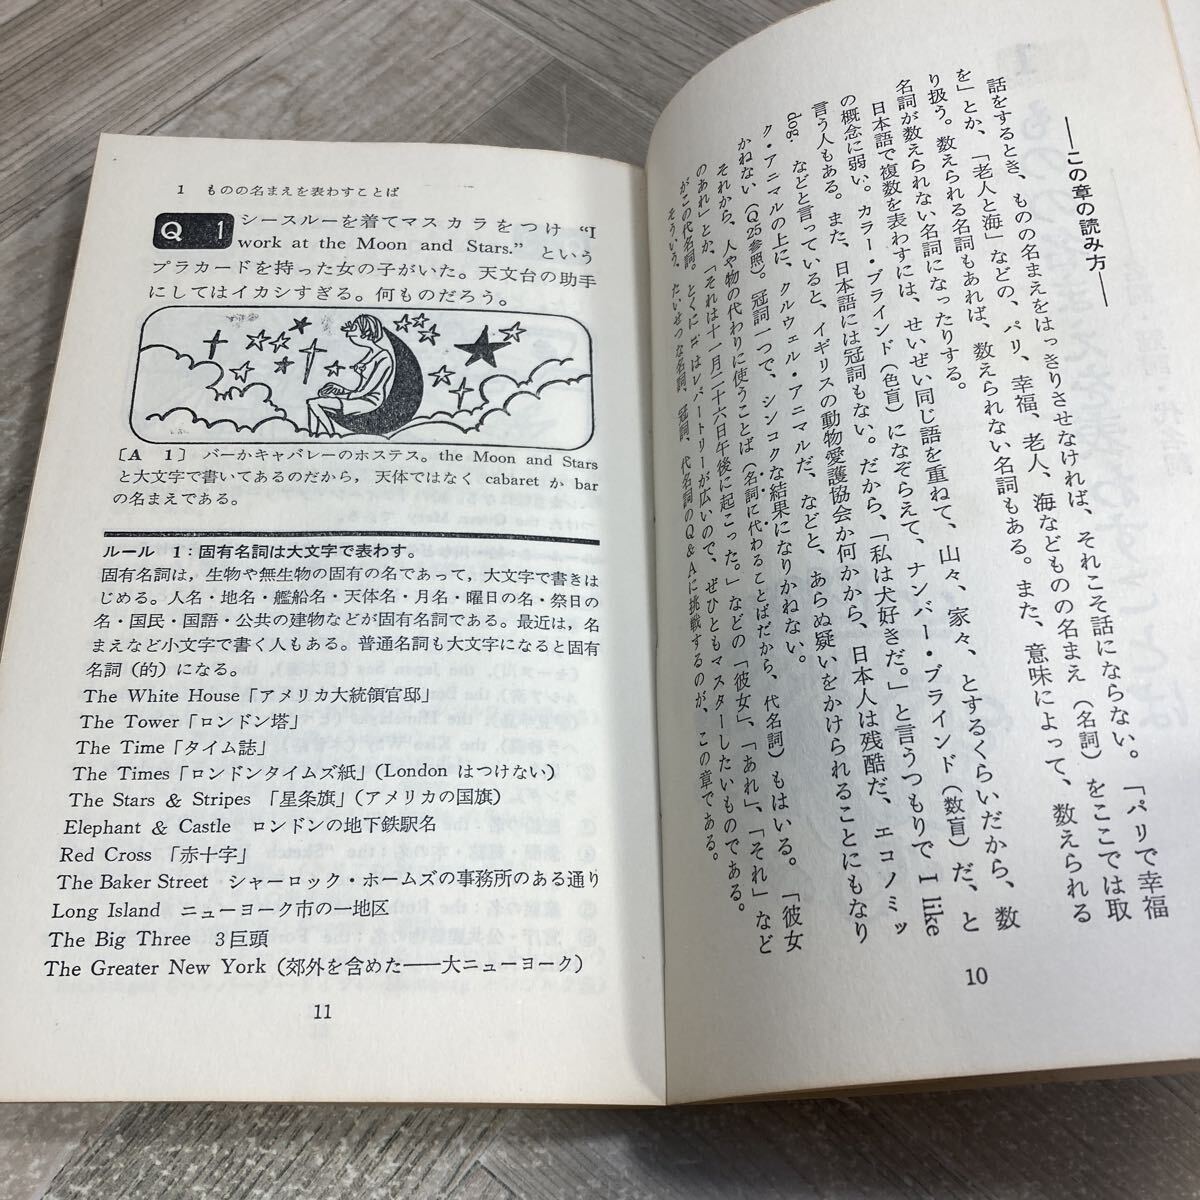 ――この章の読み方――
話をするとき、もの の名まえをはっきりさせなければ、それこそ話にならない。「パリで幸福
を」とか、「老人と海」などの、パリ、幸福、老人、海などもの の名まえ（名詞）をここでは取
り扱う。数えられる名詞もあれば、数えられない名詞もある。また、意味によって、数えられる
名詞が数えられない名詞になったりする。
日本語で複数を表わすには、せいぜい同じ語を重ねて、山々、家々、とするくらいだから、数
の概念に弱い。カラー・ブラインド（色盲）になぞらえて、ナンバー・ブラインド（数盲）だ、と
言う人もある。また、日本語には冠詞もない。だから、「私は犬好きだ。」と言うつもりで I like
dog. などと言っていると、イギリスの動物愛護協会か何かから、日本人は残酷だ、エコノミッ
ク・アニマルの上に、クルウェル・アニマルだ、などと、あらぬ疑いをかけられることにもなり
かねない（Q25参照）。冠詞一つで、シンコクな結果になりかねない。
それから、人や物の代わりに使うことば（名詞に代わることばだから、代名詞）もはいる。「彼女
のあれ」とか、「それは十一月二十六日午後に起こった。」などの「彼女」、「あれ」、「それ」など
がこの代名詞。とくに it はレパートリーが広いので、ぜひともマスターしたいものである。
そういう、たいせつな名詞、冠詞、代名詞のQ&Aに挑戦するのが、この章である。
10
1 ものの名まえを表わすことば
Q 1 シースルーを着てマスカラをつけ “I
work at the Moon and Stars.” という
プラカードを持った女の子がいた。天文台の助手
にしてはイカシすぎる。何ものだろう。
〔A 1〕 バーかキャバレーのホステス。the Moon and Stars
と大文字で書いてあるのだから，天体ではなく cabaret か bar
の名まえである。
ルール 1：固有名詞は大文字で表わす。
固有名詞は，生物や無生物の固有の名であって，大文字で書きは
じめる。人名・地名・艦船名・天体名・月名・曜日の名・祭日の
名・国民・国語・公共の建物などが固有名詞である。最近は，名
まえなど小文字で書く人もある。普通名詞も大文字になると固有
名詞（的）になる。
The White House「アメリカ大統領官邸」
The Tower「ロンドン塔」
The Time「タイム誌」
The Times「ロンドンタイムズ紙」（London はつけない）
The Stars & Stripes 「星条旗」（アメリカの国旗）
Elephant & Castle ロンドンの地下鉄駅名
Red Cross「赤十字」
The Baker Street シャーロック・ホームズの事務所のある通り
Long Island ニューヨーク市の一地区
The Big Three 3巨頭
The Greater New York（郊外を含めた――大ニューヨーク）
11